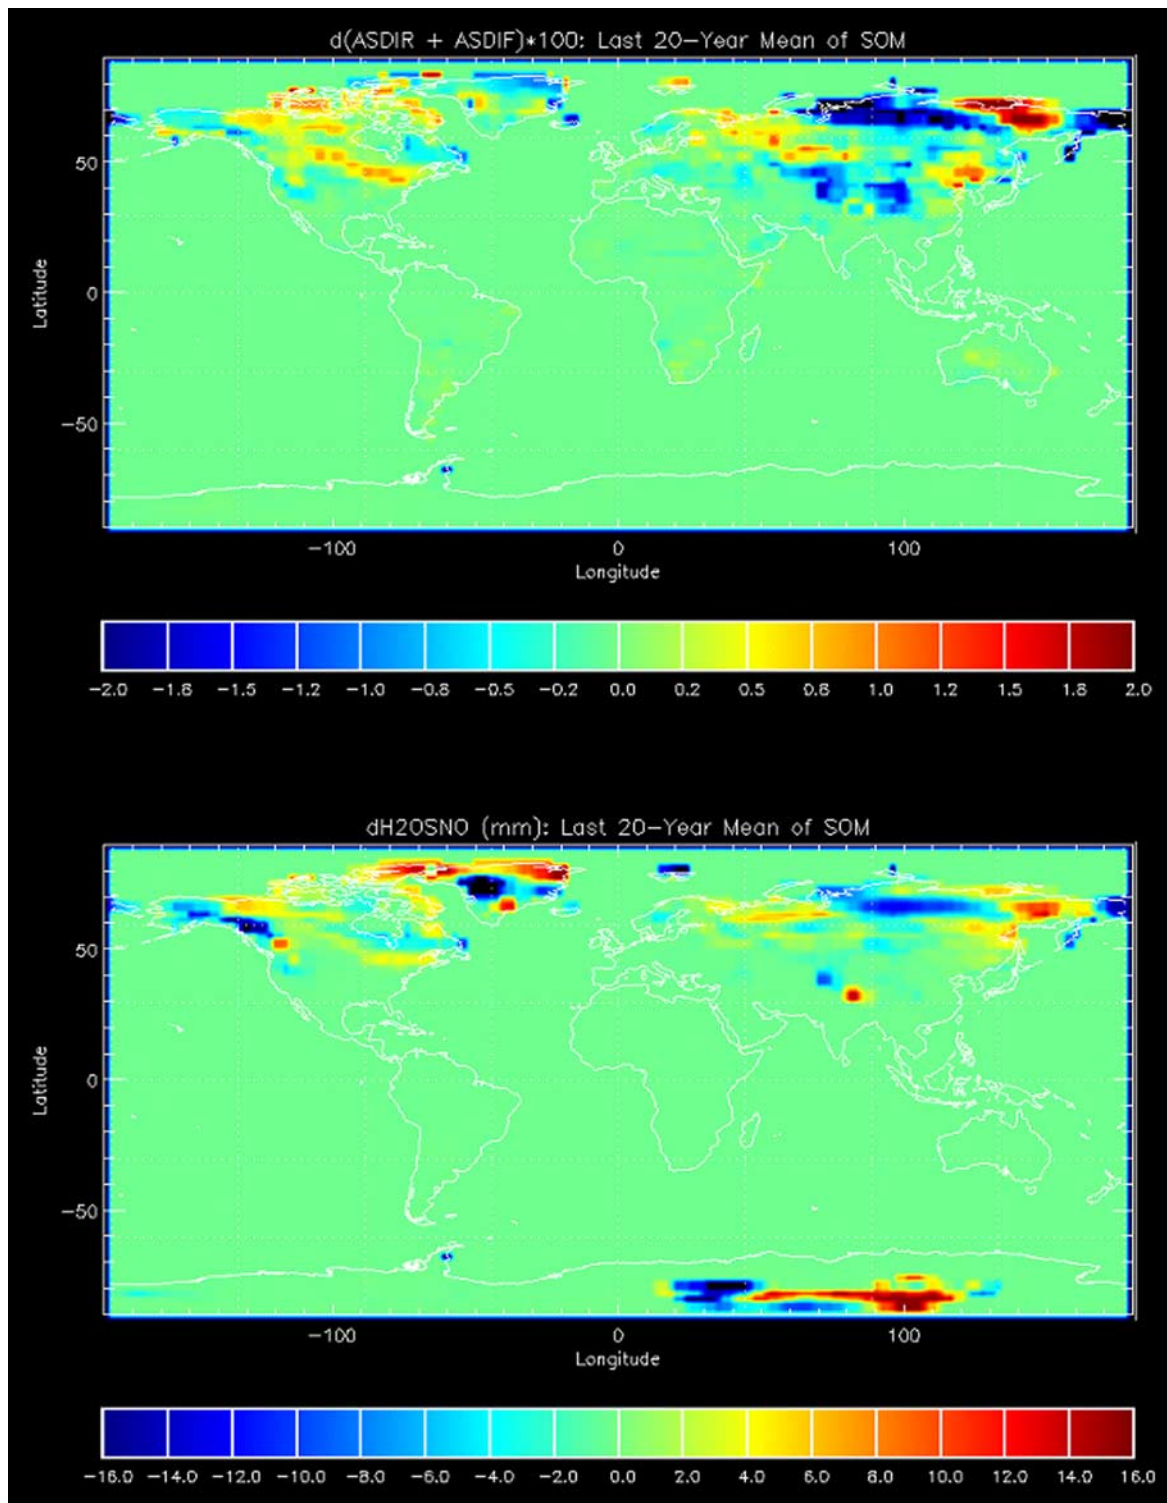 d(ASDIR + ASDIF)*100: Last 20-Year Mean of SOM
Latitude
50
0
-50
-100 0 100
Longitude
-2.0 -1.8 -1.5 -1.2 -1.0 -0.8 -0.5 -0.2 0.0 0.2 0.5 0.8 1.0 1.2 1.5 1.8 2.0
dH2OSNO (mm): Last 20-Year Mean of SOM
Latitude
50
0
-50
-100 0 100
Longitude
-16.0 -14.0 -12.0 -10.0 -8.0 -6.0 -4.0 -2.0 0.0 2.0 4.0 6.0 8.0 10.0 12.0 14.0 16.0